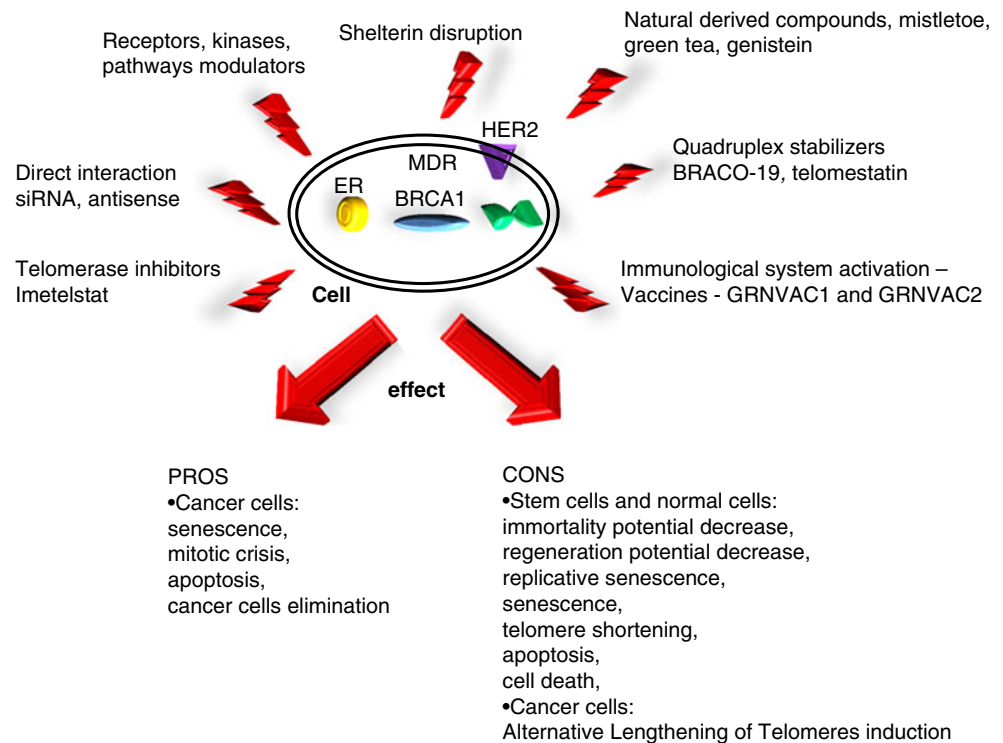 Receptors, kinases,
pathways modulators
Shelterin disruption
Natural derived compounds, mistletoe,
green tea, genistein
Direct interaction
siRNA, antisense
HER2
MDR
ER
BRCA1
Quadruplex stabilizers
BRACO-19, telomestatin
Telomerase inhibitors
Imetelstat
Cell
Immunological system activation –
Vaccines - GRNVAC1 and GRNVAC2
effect
PROS
•Cancer cells:
senescence,
mitotic crisis,
apoptosis,
cancer cells elimination
CONS
•Stem cells and normal cells:
immortality potential decrease,
regeneration potential decrease,
replicative senescence,
senescence,
telomere shortening,
apoptosis,
cell death,
•Cancer cells:
Alternative Lengthening of Telomeres induction